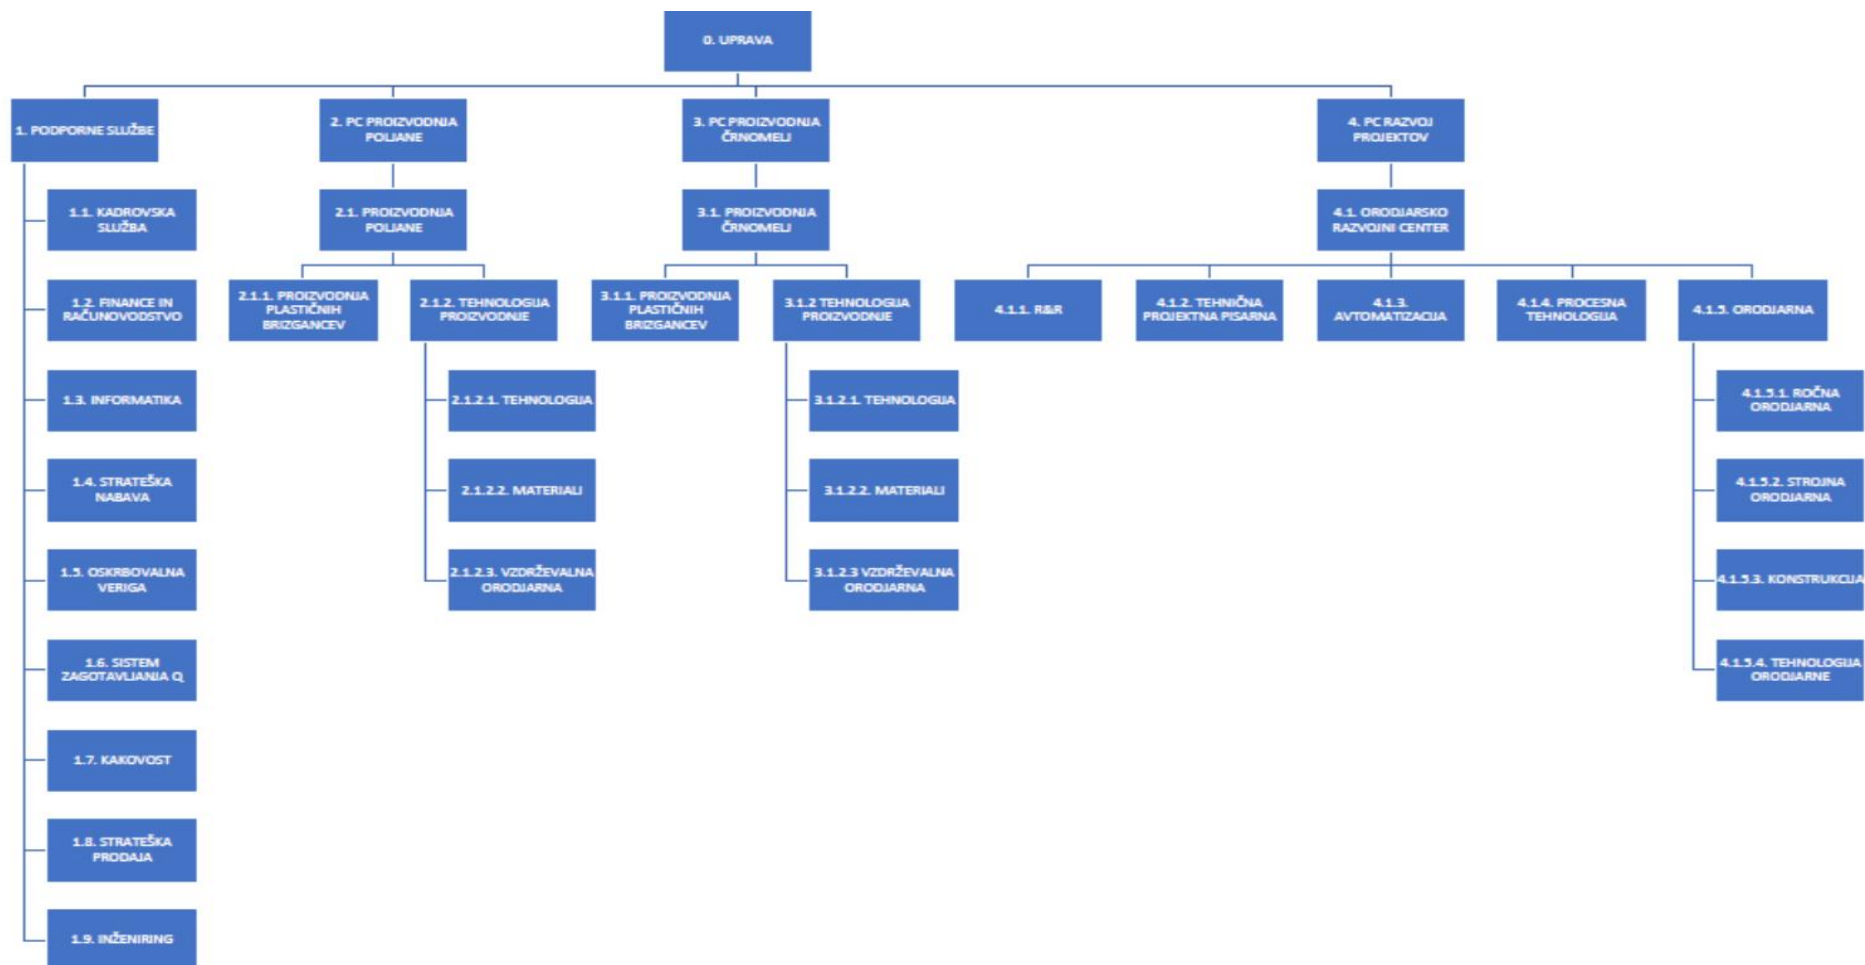 0. UPRAVA
1. PODPORNE SLUŽBE
2. PC PROIZVODNJA
POLJANE
3. PC PROIZVODNJA
ČRNOMELJ
4. PC RAZVOJ
PROJEKTOV
1.1. KADROVSKA
SLUŽBA
2.1. PROIZVODNJA
POLJANE
3.1. PROIZVODNJA
ČRNOMELJ
4.1. ORODJARSKO
RAZVOJNI CENTER
1.2. FINANCE IN
RAČUNOVODSTVO
2.1.1. PROIZVODNJA
PLASTIČNIH
BRIZGANCEV
2.1.2. TEHNOLOGIJA
PROIZVODNJE
3.1.1. PROIZVODNJA
PLASTIČNIH
BRIZGANCEV
3.1.2 TEHNOLOGIJA
PROIZVODNJE
4.1.1. R&R
4.1.2. TEHNIČNA
PROJEKTNA PISARNA
4.1.3.
AVTOMATIZACIJA
4.1.4. PROCESNA
TEHNOLOGIJA
4.1.5. ORODJARNA
1.3. INFORMATIKA
2.1.2.1. TEHNOLOGIJA
3.1.2.1. TEHNOLOGIJA
4.1.5.1. ROČNA
ORODJARNA
1.4. STRATEŠKA
NABAVA
2.1.2.2. MATERIALI
3.1.2.2. MATERIALI
4.1.5.2. STROJNA
ORODJARNA
1.5. OSKRBOVALNA
VERIGA
2.1.2.3. VZDRŽEVALNA
ORODJARNA
3.1.2.3 VZDRŽEVALNA
ORODJARNA
4.1.5.3. KONSTRUKCIJA
1.6. SISTEM
ZAGOTAVLJANJA Q
4.1.5.4. TEHNOLOGIJA
ORODJARNE
1.7. KAKOVOST
1.8. STRATEŠKA
PRODAJA
1.9. INŽENIRING